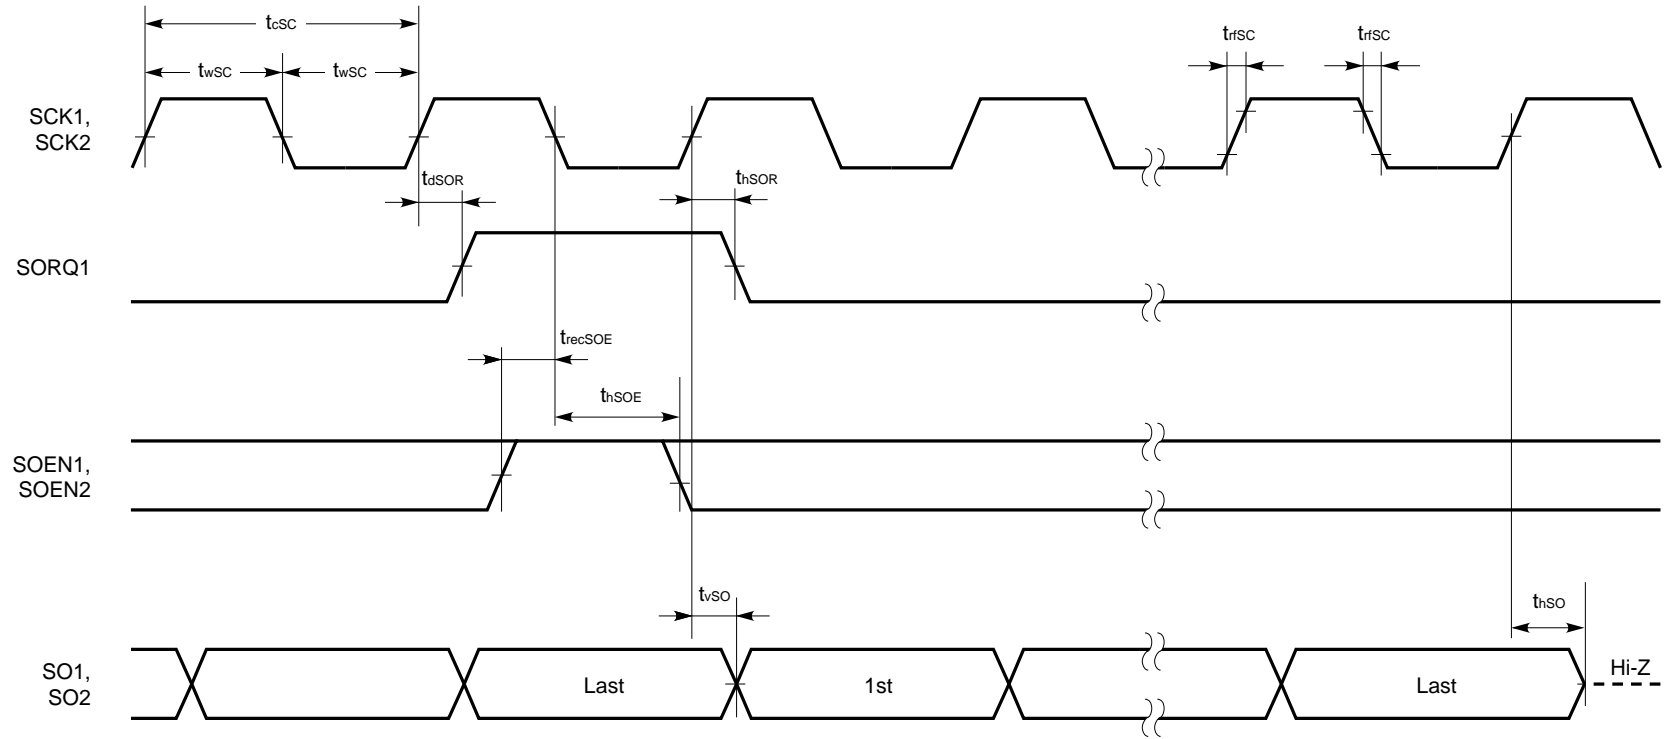 tcSC
twSC
twSC
trfSC
trfSC
SCK1,
SCK2
tdSOR
thSOR
SORQ1
trecSOE
thSOE
SOEN1,
SOEN2
tvSO
thSO
SO1,
SO2
Last
1st
Last
Hi-Z